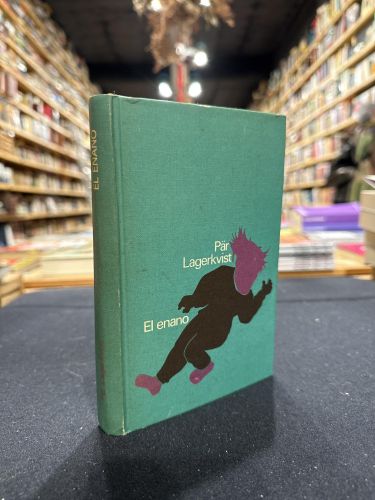 EL ENANO
Pär
Lagerkvist
El enano